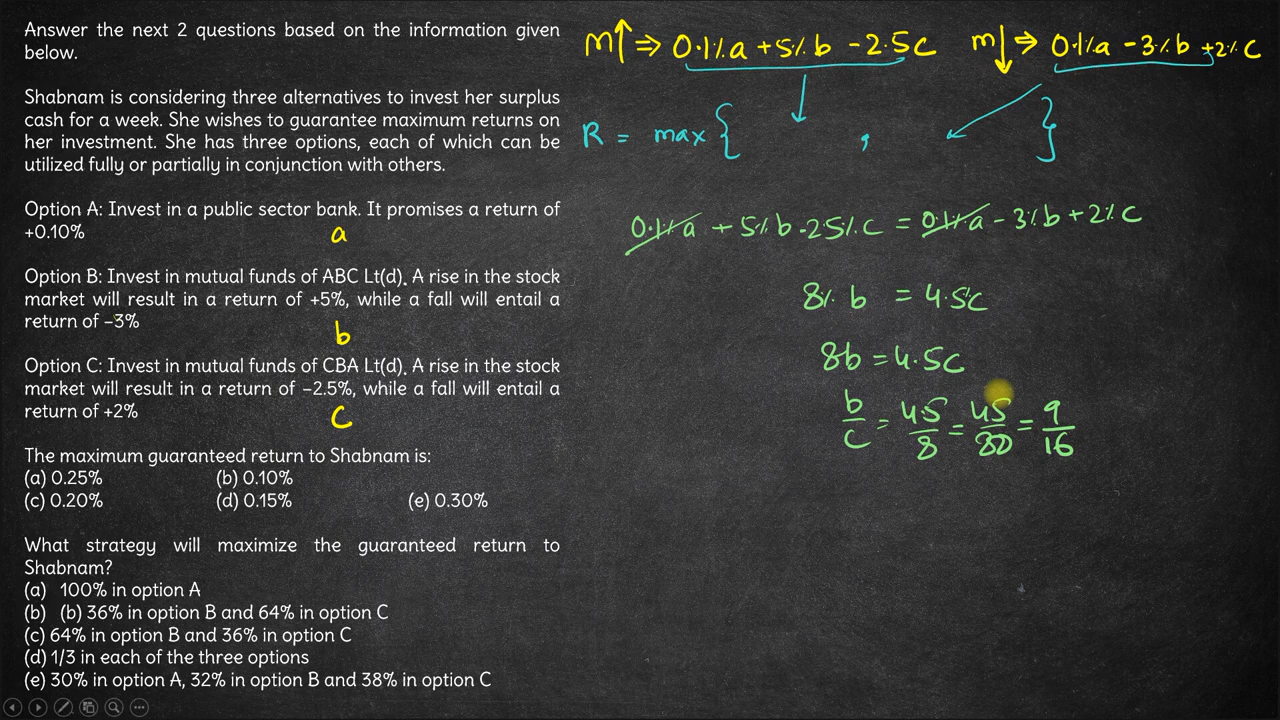 Answer the next 2 questions based on the information given
below.
Shabnam is considering three alternatives to invest her surplus
cash for a week. She wishes to guarantee maximum returns on
her investment. She has three options, each of which can be
utilized fully or partially in conjunction with others.
Option A: Invest in a public sector bank. It promises a return of
+0.10%
a
Option B: Invest in mutual funds of ABC Lt(d). A rise in the stock
market will result in a return of +5%, while a fall will entail a
return of –3%
b
Option C: Invest in mutual funds of CBA Lt(d). A rise in the stock
market will result in a return of –2.5%, while a fall will entail a
return of +2%
c
The maximum guaranteed return to Shabnam is:
(a) 0.25% (b) 0.10%
(c) 0.20% (d) 0.15% (e) 0.30%
What strategy will maximize the guaranteed return to
Shabnam?
(a) 100% in option A
(b) (b) 36% in option B and 64% in option C
(c) 64% in option B and 36% in option C
(d) 1/3 in each of the three options
(e) 30% in option A, 32% in option B and 38% in option C
m↑ ⇒ 0.1% a + 5% b - 2.5 c m↓ ⇒ 0.1% a - 3% b + 2% c
R = max { , }
0.1% a + 5% b - 2.5% c = 0.1% a - 3% b + 2% c
8% b = 4.5% c
8b = 4.5c
b/c = 4.5/8 = 45/80 = 9/16